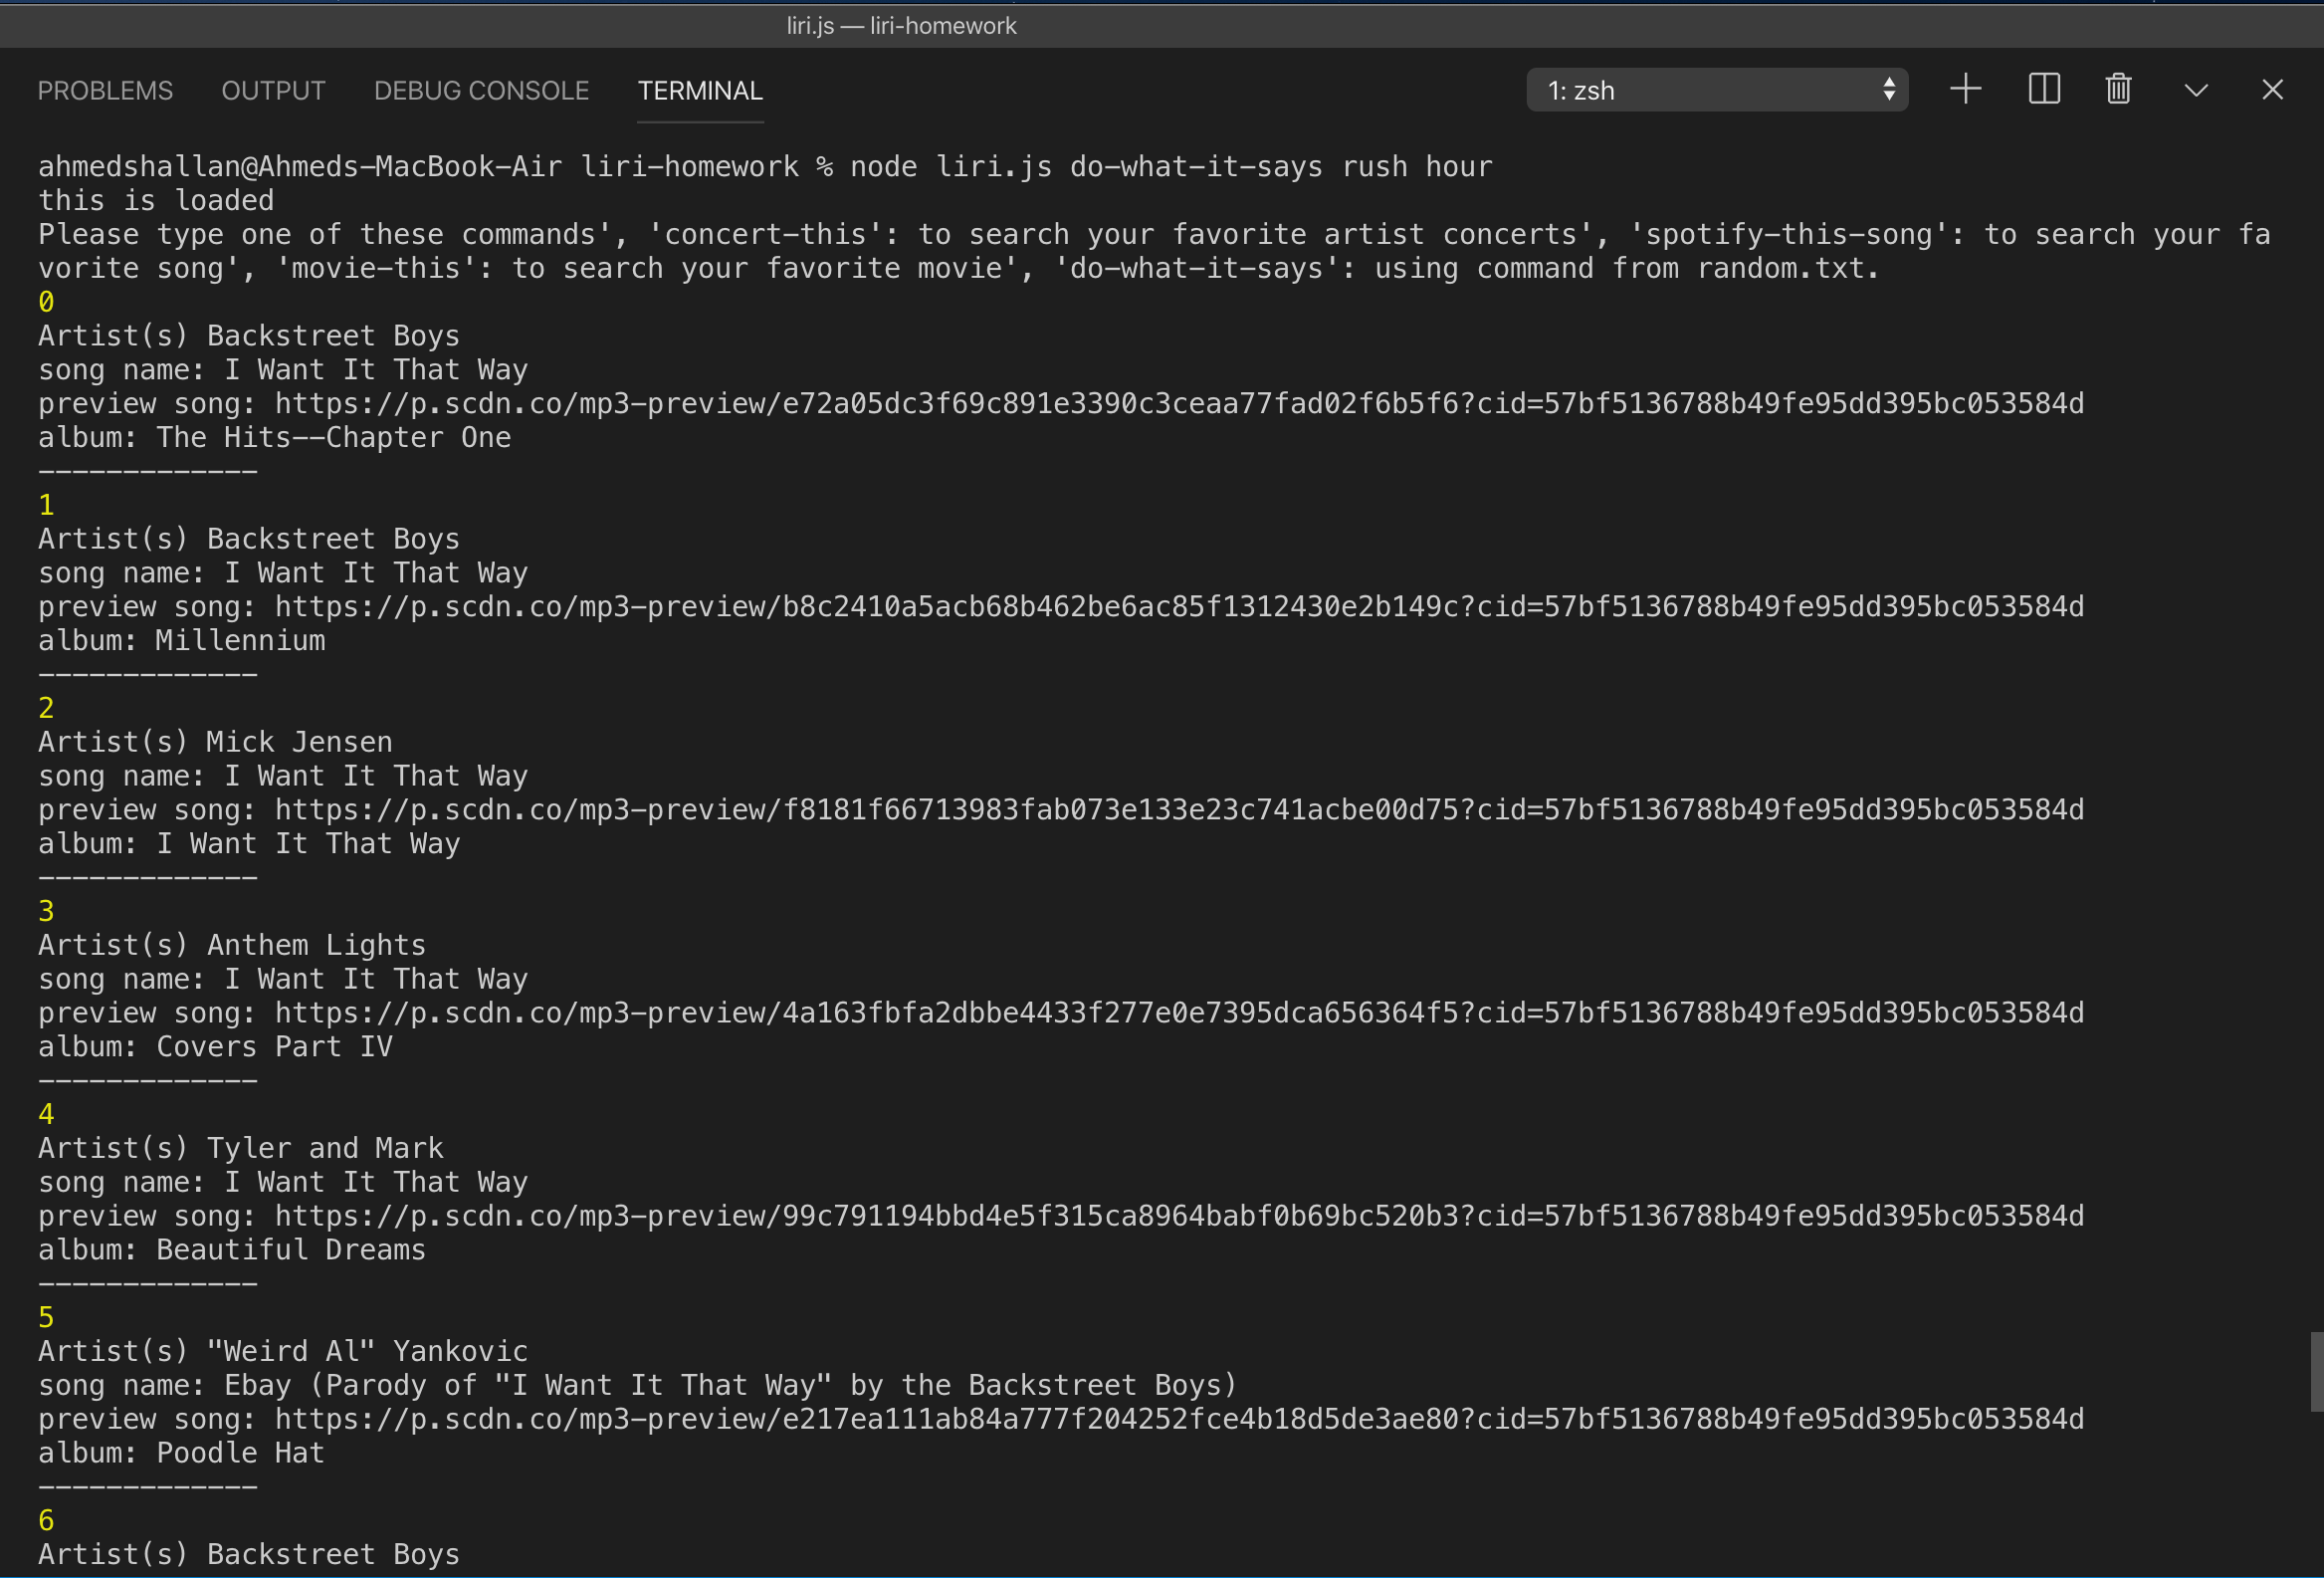 liri.js — liri-homework
PROBLEMS OUTPUT DEBUG CONSOLE TERMINAL 1: zsh
ahmedshallan@Ahmeds-MacBook-Air liri-homework % node liri.js do-what-it-says rush hour
this is loaded
Please type one of these commands', 'concert-this': to search your favorite artist concerts', 'spotify-this-song': to search your fa
vorite song', 'movie-this': to search your favorite movie', 'do-what-it-says': using command from random.txt.
0
Artist(s) Backstreet Boys
song name: I Want It That Way
preview song: https://p.scdn.co/mp3-preview/e72a05dc3f69c891e3390c3ceaa77fad02f6b5f6?cid=57bf5136788b49fe95dd395bc053584d
album: The Hits--Chapter One
-------------
1
Artist(s) Backstreet Boys
song name: I Want It That Way
preview song: https://p.scdn.co/mp3-preview/b8c2410a5acb68b462be6ac85f1312430e2b149c?cid=57bf5136788b49fe95dd395bc053584d
album: Millennium
-------------
2
Artist(s) Mick Jensen
song name: I Want It That Way
preview song: https://p.scdn.co/mp3-preview/f8181f66713983fab073e133e23c741acbe00d75?cid=57bf5136788b49fe95dd395bc053584d
album: I Want It That Way
-------------
3
Artist(s) Anthem Lights
song name: I Want It That Way
preview song: https://p.scdn.co/mp3-preview/4a163fbfa2dbbe4433f277e0e7395dca656364f5?cid=57bf5136788b49fe95dd395bc053584d
album: Covers Part IV
-------------
4
Artist(s) Tyler and Mark
song name: I Want It That Way
preview song: https://p.scdn.co/mp3-preview/99c791194bbd4e5f315ca8964babf0b69bc520b3?cid=57bf5136788b49fe95dd395bc053584d
album: Beautiful Dreams
-------------
5
Artist(s) "Weird Al" Yankovic
song name: Ebay (Parody of "I Want It That Way" by the Backstreet Boys)
preview song: https://p.scdn.co/mp3-preview/e217ea111ab84a777f204252fce4b18d5de3ae80?cid=57bf5136788b49fe95dd395bc053584d
album: Poodle Hat
-------------
6
Artist(s) Backstreet Boys